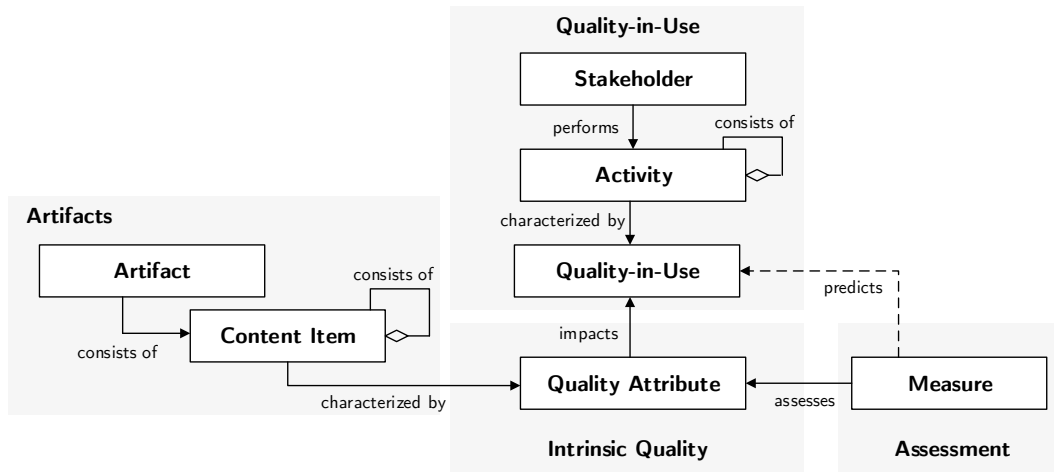 Quality-in-Use
Stakeholder
performs
consists of
Activity
characterized by
Quality-in-Use
predicts
Artifacts
Artifact
consists of
consists of
Content Item
characterized by
impacts
Quality Attribute
assesses
Measure
Intrinsic Quality
Assessment